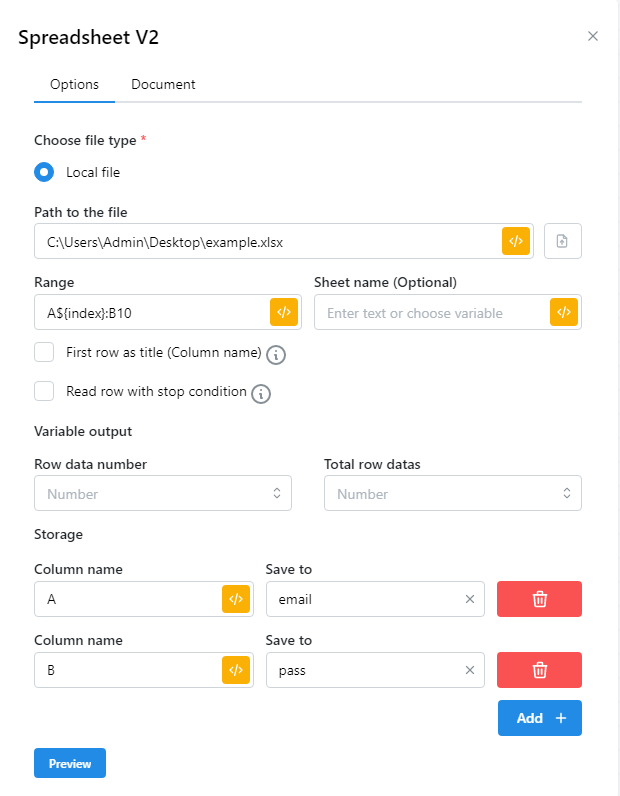 Spreadsheet V2
Options Document
Choose file type *
Local file
Path to the file
C:\Users\Admin\Desktop\example.xlsx </>
Range Sheet name (Optional)
A${index}:B10 </> Enter text or choose variable </>
First row as title (Column name) i
Read row with stop condition i
Variable output
Row data number Total row datas
Number Number
Storage
Column name Save to
A </> email
Column name Save to
B </> pass
Add +
Preview